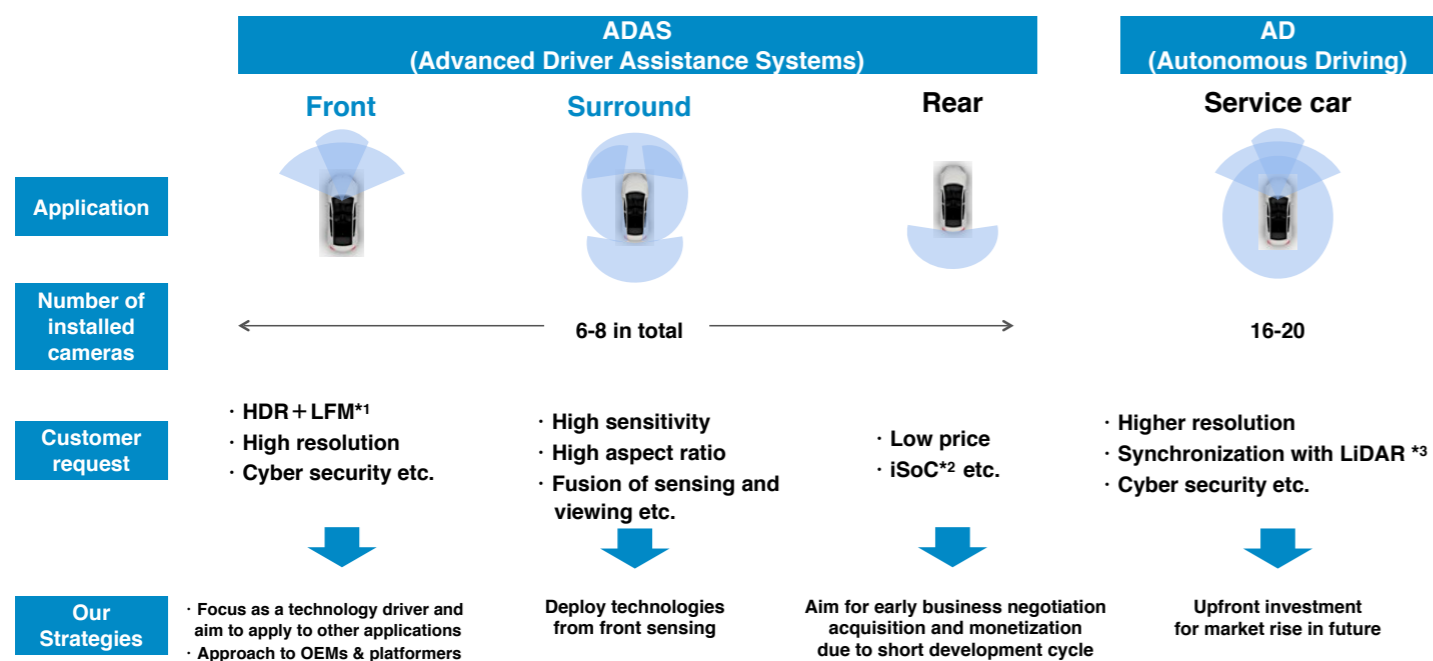 ADAS
(Advanced Driver Assistance Systems)
AD
(Autonomous Driving)
Front
Surround
Rear
Service car
Application
Number of
installed
cameras
6-8 in total
16-20
Customer
request
・HDR＋LFM*1
・High resolution
・Cyber security etc.
・High sensitivity
・High aspect ratio
・Fusion of sensing and
viewing etc.
・Low price
・iSoC*2 etc.
・Higher resolution
・Synchronization with LiDAR *3
・Cyber security etc.
Our
Strategies
・Focus as a technology driver and
aim to apply to other applications
・Approach to OEMs & platformers
Deploy technologies
from front sensing
Aim for early business negotiation
acquisition and monetization
due to short development cycle
Upfront investment
for market rise in future